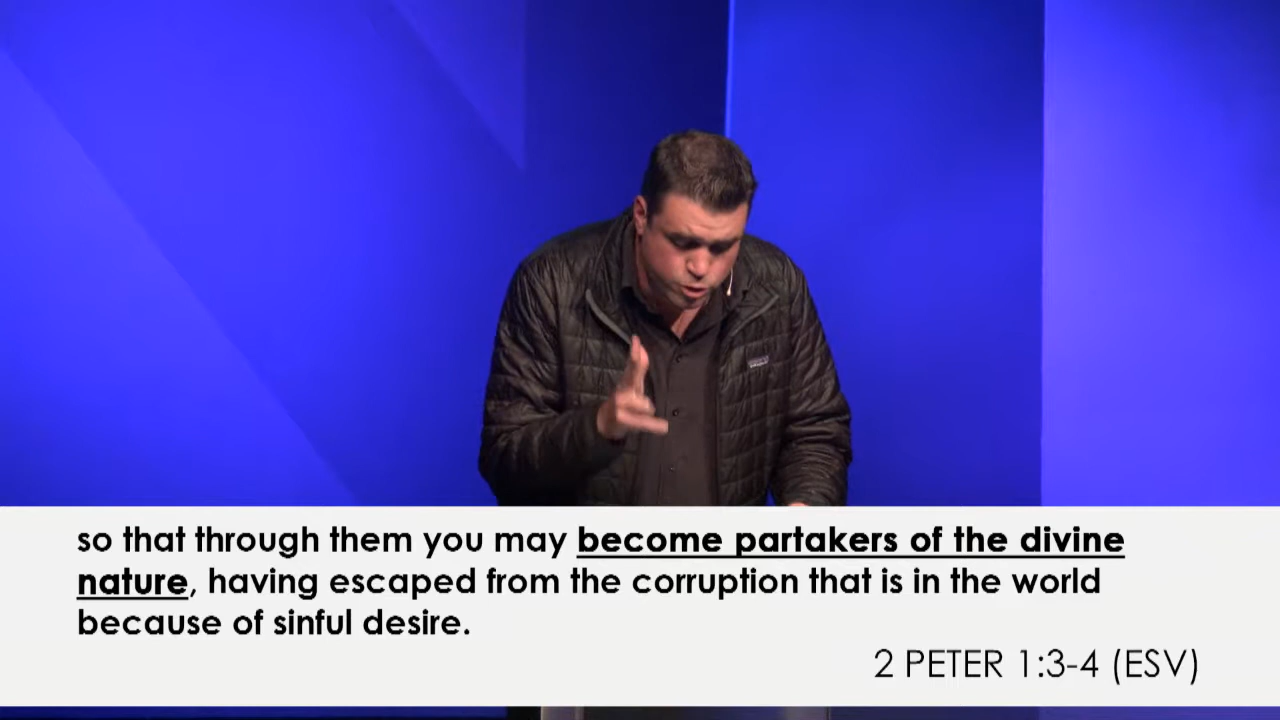 so that through them you may become partakers of the divine
nature, having escaped from the corruption that is in the world
because of sinful desire.
2 PETER 1:3-4 (ESV)